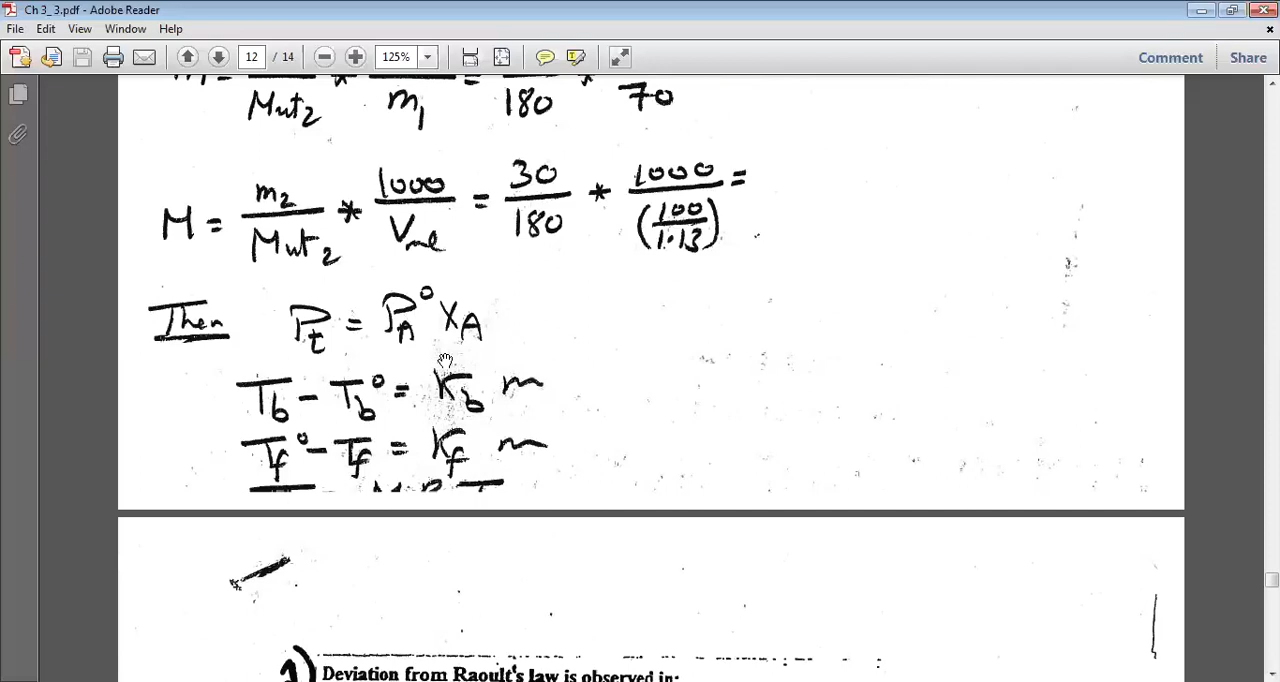 Ch 3_3.pdf - Adobe Reader
File Edit View Window Help
12 / 14 125% Comment Share
Mwt2 m1 180 70
M = m2/Mwt2 * 1000/Vml = 30/180 * 1000/(100/1.13) =
Then Pt = PA° XA
Tb - Tb° = Kb m
Tf° - Tf = Kf m
1) Deviation from Raoult's law is observed in: